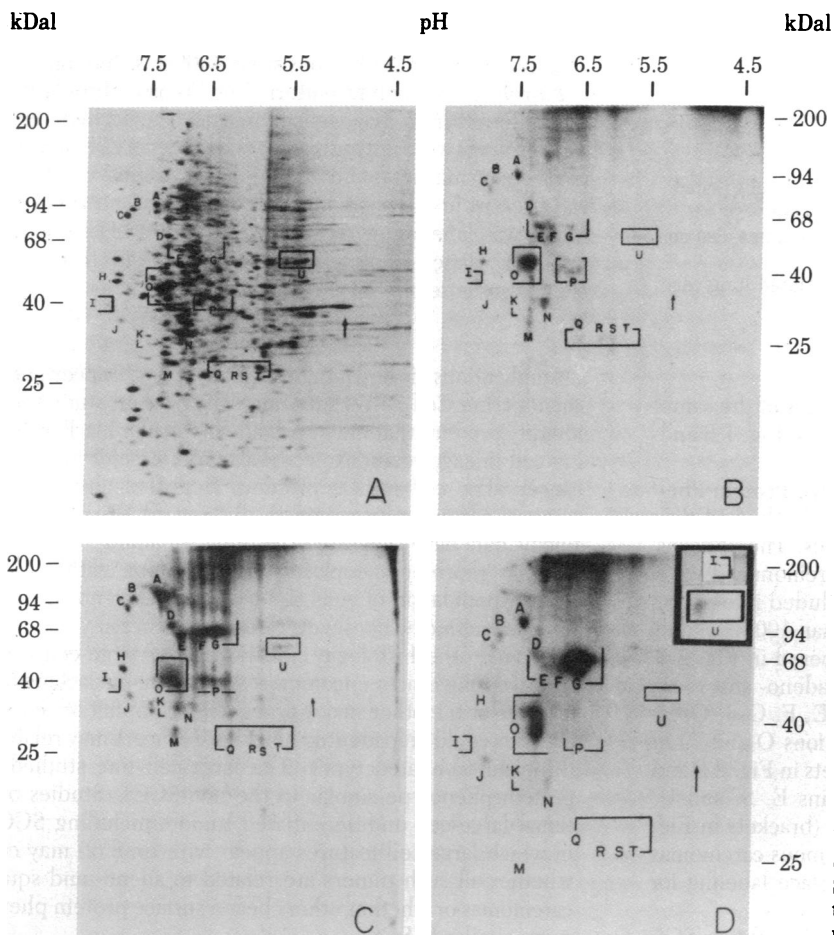 kDal pH kDal
7.5 6.5 5.5 4.5 7.5 6.5 5.5 4.5
200 –
94 –
68 –
40 –
25 –
A
B
C
D
E
G
H
I
J
K
L
M
N
O
P
Q R S T
U
A
– 200
– 94
– 68
– 40
– 25
A
B
C
D
E F G
H
I
J
K
L
M
N
O
P
Q R S T
U
B
200 –
94 –
68 –
40 –
25 –
A
B
C
D
E F G
H
I
J
K
L
M
N
O
P
Q R S T
U
C
– 200
94
68
– 40
– 25
A
B
C
D
E F G
H
I
J
K
L
M
N
O
P
Q R S T
U
I
U
D